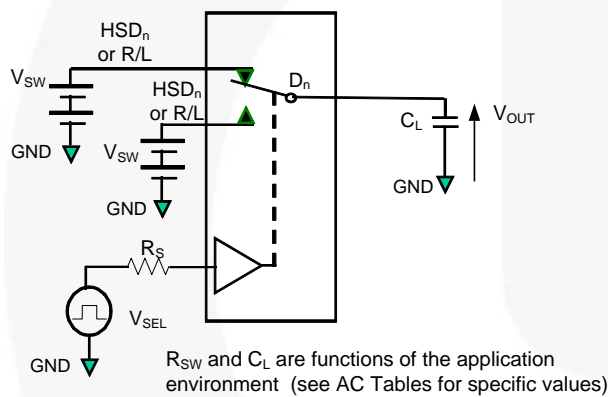 HSDn
or R/L
VSW
HSDn
or R/L
Dn
VSW
GND
CL
VOUT
GND
GND
RS
VSEL
GND
RSW and CL are functions of the application
environment (see AC Tables for specific values)